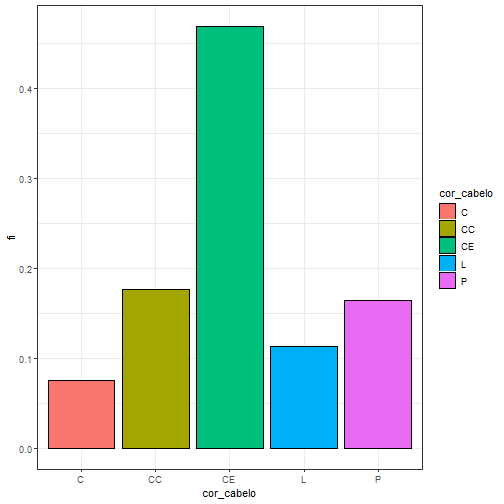 0.4
0.3
0.2
0.1
0.0
fi
C CC CE L P
cor_cabelo
cor_cabelo
C
CC
CE
L
P